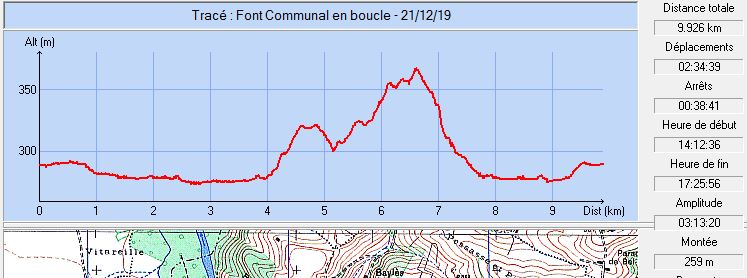 Tracé : Font Communal en boucle - 21/12/19
Alt (m)
350
300
0 1 2 3 4 5 6 7 8 9 Dist (km)
Distance totale
9.926 km
Déplacements
02:34:39
Arrêts
00:38:41
Heure de début
14:12:36
Heure de fin
17:25:56
Amplitude
03:13:20
Montée
259 m
Vitareille
Bayles